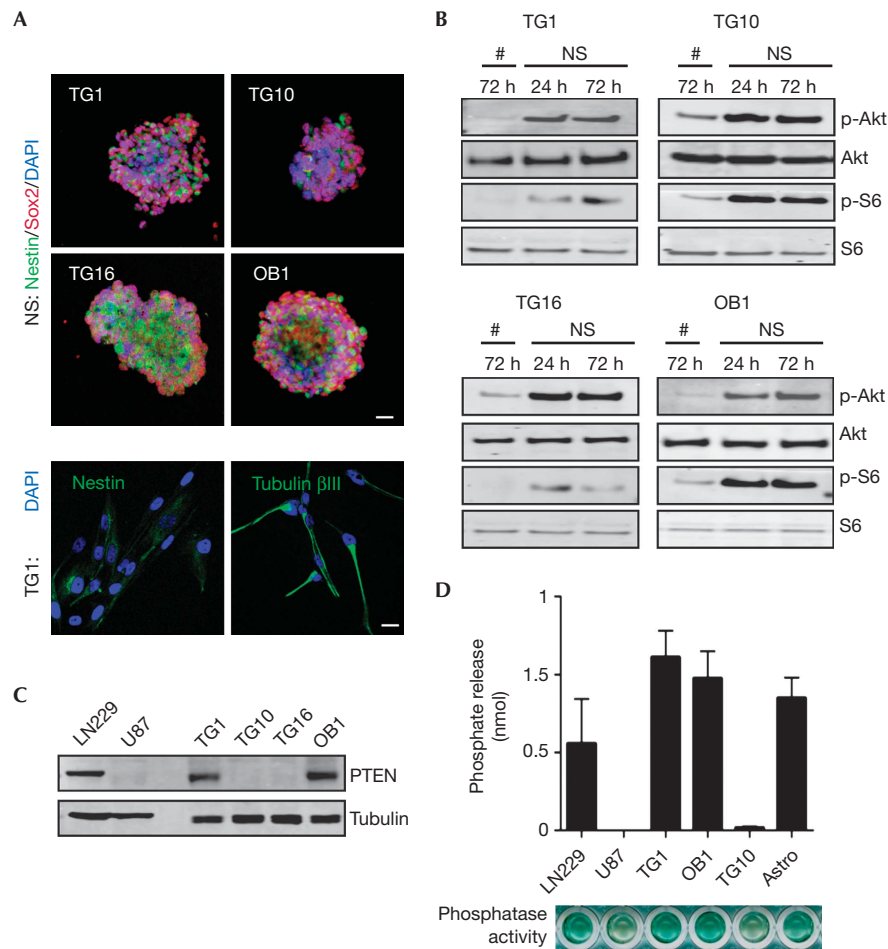 A
NS: Nestin/Sox2/DAPI
TG1
TG10
TG16
OB1
TG1: DAPI
Nestin
Tubulin βIII
B
TG1
TG10
# NS # NS
72 h 24 h 72 h 72 h 24 h 72 h
p-Akt
Akt
p-S6
S6
TG16
OB1
# NS # NS
72 h 24 h 72 h 72 h 24 h 72 h
p-Akt
Akt
p-S6
S6
C
LN229 U87 TG1 TG10 TG16 OB1
PTEN
Tubulin
D
Phosphate release
(nmol)
1
1.5
0.5
0
LN229 U87 TG1 OB1 TG10 Astro
Phosphatase
activity